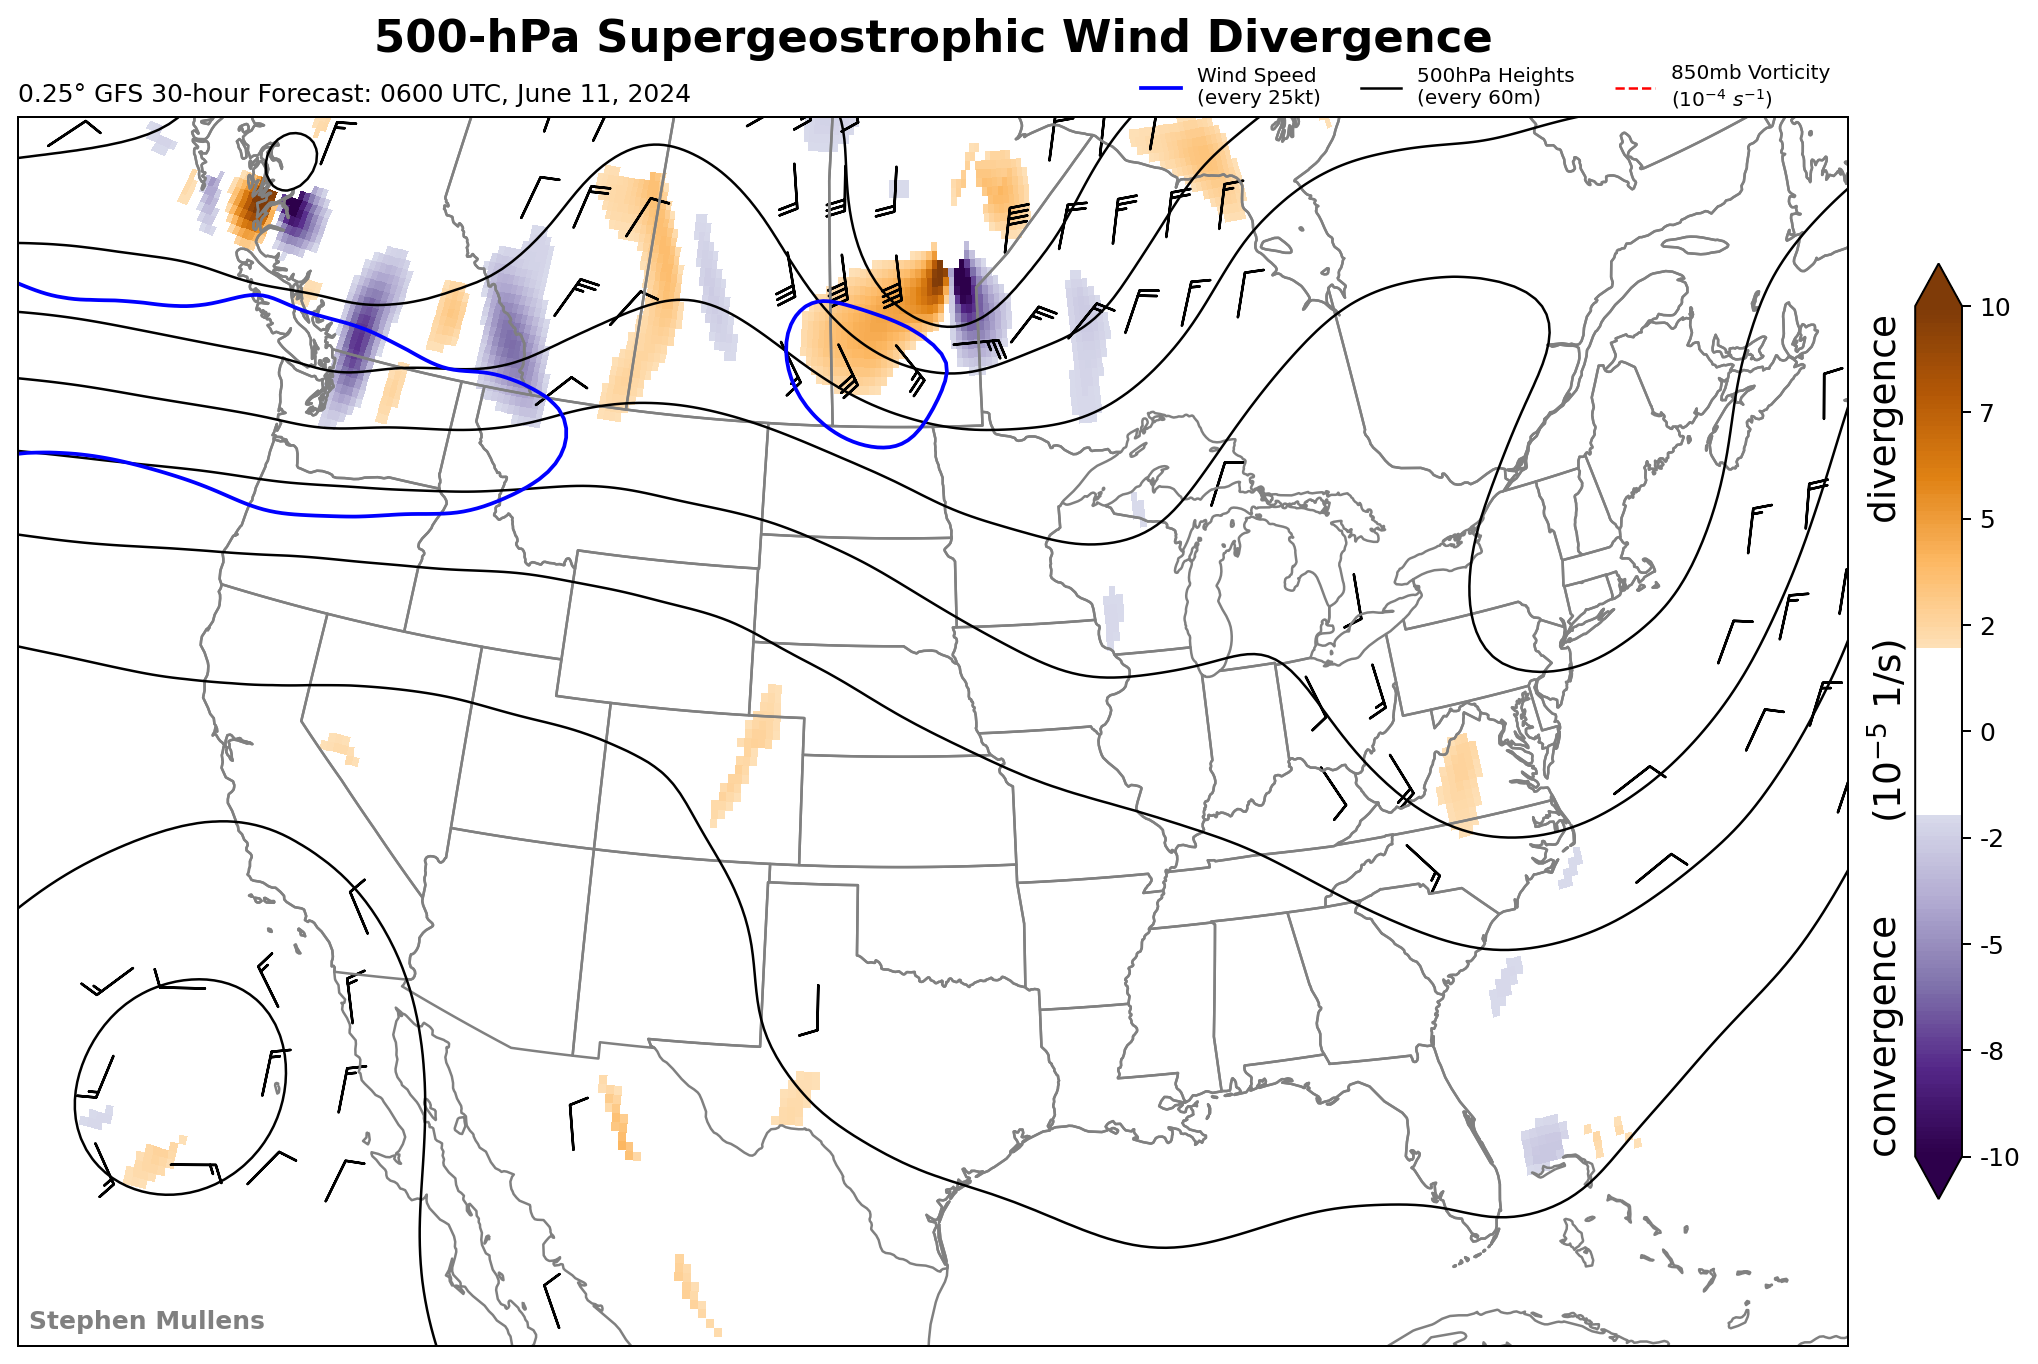 500-hPa Supergeostrophic Wind Divergence
0.25° GFS 30-hour Forecast: 0600 UTC, June 11, 2024
Wind Speed
(every 25kt)
500hPa Heights
(every 60m)
850mb Vorticity
(10⁻⁴ s⁻¹)
10
7
5
2
0
-2
-5
-8
-10
convergence (10⁻⁵ 1/s) divergence
Stephen Mullens